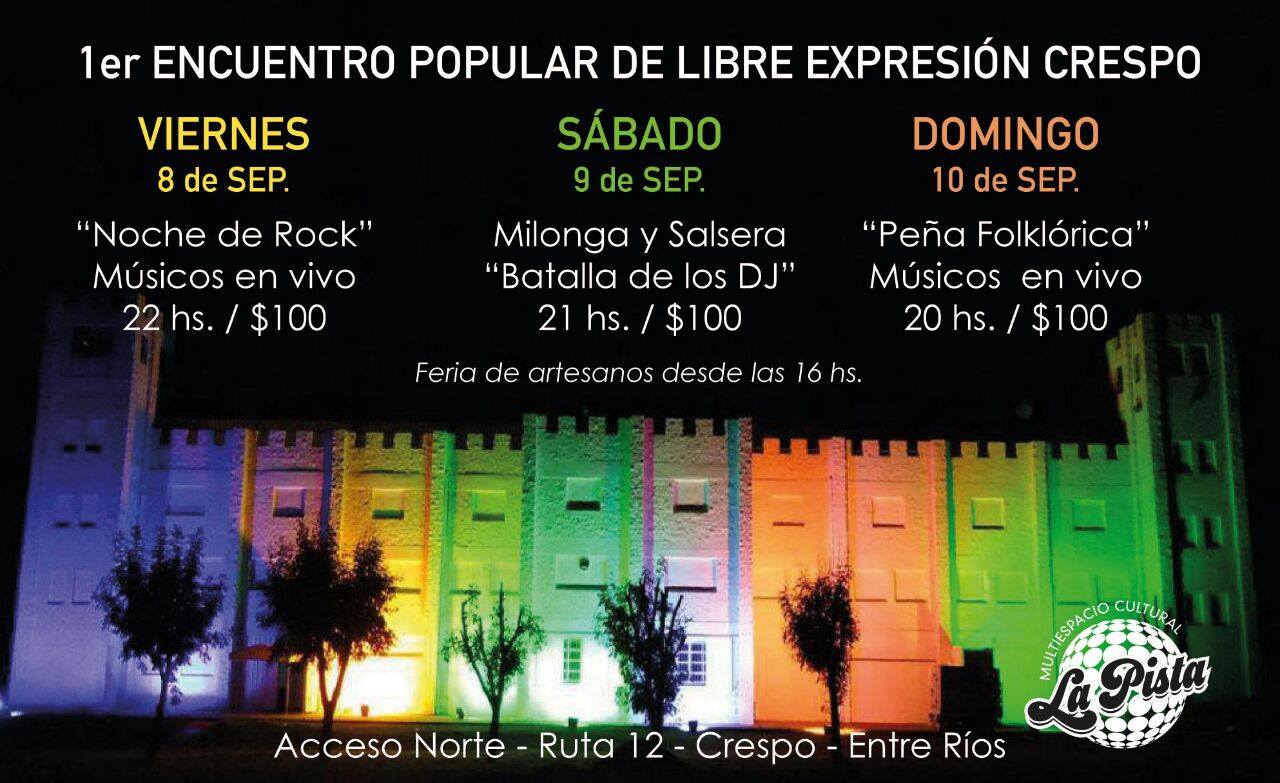 1er ENCUENTRO POPULAR DE LIBRE EXPRESIÓN CRESPO
VIERNES
8 de SEP.
“Noche de Rock”
Músicos en vivo
22 hs. / $100
SÁBADO
9 de SEP.
Milonga y Salsera
“Batalla de los DJ”
21 hs. / $100
DOMINGO
10 de SEP.
“Peña Folklórica”
Músicos en vivo
20 hs. / $100
Feria de artesanos desde las 16 hs.
MULTIESPACIO CULTURAL
La Pista
Acceso Norte - Ruta 12 - Crespo - Entre Ríos